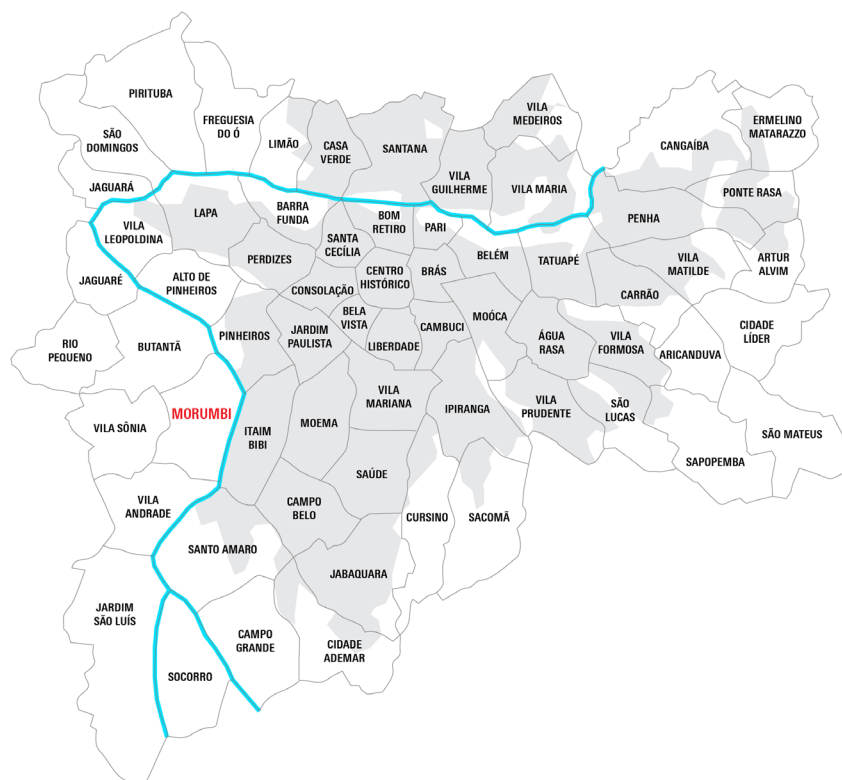 PIRITUBA
FREGUESIA
DO Ó
SÃO
DOMINGOS
LIMÃO
CASA
VERDE
SANTANA
VILA
MEDEIROS
CANGAÍBA
ERMELINO
MATARAZZO
JAGUARÁ
VILA
GUILHERME
VILA MARIA
PONTE RASA
LAPA
BARRA
FUNDA
BOM
RETIRO
PARI
PENHA
VILA
LEOPOLDINA
SANTA
CECÍLIA
PERDIZES
BELÉM
TATUAPÉ
VILA
MATILDE
ARTUR
ALVIM
JAGUARÉ
ALTO DE
PINHEIROS
CONSOLAÇÃO
CENTRO
HISTÓRICO
BRÁS
CARRÃO
RIO
PEQUENO
BUTANTÃ
PINHEIROS
JARDIM
PAULISTA
BELA
VISTA
LIBERDADE
CAMBUCI
MOÓCA
ÁGUA
RASA
VILA
FORMOSA
ARICANDUVA
CIDADE
LÍDER
MORUMBI
VILA SÔNIA
ITAIM
BIBI
MOEMA
VILA
MARIANA
IPIRANGA
VILA
PRUDENTE
SÃO
LUCAS
SÃO MATEUS
SAPOPEMBA
VILA
ANDRADE
CAMPO
BELO
SAÚDE
CURSINO
SACOMÃ
SANTO AMARO
JABAQUARA
JARDIM
SÃO LUÍS
SOCORRO
CAMPO
GRANDE
CIDADE
ADEMAR